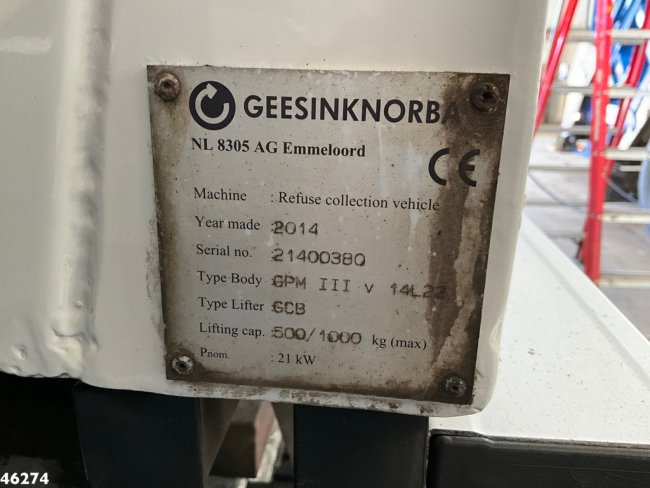 GEESINKNORBA
NL 8305 AG Emmeloord
CE
Machine : Refuse collection vehicle
Year made : 2014
Serial no. : 2140038Q
Type Body : GPM III V 14L22
Type Lifter : GCB
Lifting cap. : 500/1000 kg (max)
Pnom. : 21 kW
46274